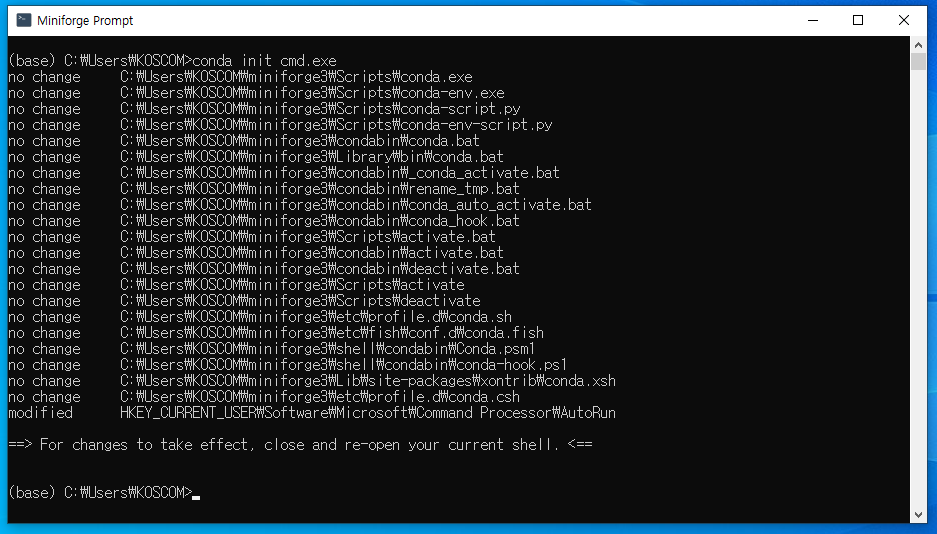 Miniforge Prompt
(base) C:₩Users₩KOSCOM>conda init cmd.exe
no change     C:₩Users₩KOSCOM₩miniforge3₩Scripts₩conda.exe
no change     C:₩Users₩KOSCOM₩miniforge3₩Scripts₩conda-env.exe
no change     C:₩Users₩KOSCOM₩miniforge3₩Scripts₩conda-script.py
no change     C:₩Users₩KOSCOM₩miniforge3₩Scripts₩conda-env-script.py
no change     C:₩Users₩KOSCOM₩miniforge3₩condabin₩conda.bat
no change     C:₩Users₩KOSCOM₩miniforge3₩Library₩bin₩conda.bat
no change     C:₩Users₩KOSCOM₩miniforge3₩condabin₩_conda_activate.bat
no change     C:₩Users₩KOSCOM₩miniforge3₩condabin₩rename_tmp.bat
no change     C:₩Users₩KOSCOM₩miniforge3₩condabin₩conda_auto_activate.bat
no change     C:₩Users₩KOSCOM₩miniforge3₩condabin₩conda_hook.bat
no change     C:₩Users₩KOSCOM₩miniforge3₩Scripts₩activate.bat
no change     C:₩Users₩KOSCOM₩miniforge3₩condabin₩activate.bat
no change     C:₩Users₩KOSCOM₩miniforge3₩condabin₩deactivate.bat
no change     C:₩Users₩KOSCOM₩miniforge3₩Scripts₩activate
no change     C:₩Users₩KOSCOM₩miniforge3₩Scripts₩deactivate
no change     C:₩Users₩KOSCOM₩miniforge3₩etc₩profile.d₩conda.sh
no change     C:₩Users₩KOSCOM₩miniforge3₩etc₩fish₩conf.d₩conda.fish
no change     C:₩Users₩KOSCOM₩miniforge3₩shell₩condabin₩Conda.psm1
no change     C:₩Users₩KOSCOM₩miniforge3₩shell₩condabin₩conda-hook.ps1
no change     C:₩Users₩KOSCOM₩miniforge3₩Lib₩site-packages₩xontrib₩conda.xsh
no change     C:₩Users₩KOSCOM₩miniforge3₩etc₩profile.d₩conda.csh
modified      HKEY_CURRENT_USER₩Software₩Microsoft₩Command Processor₩AutoRun
==> For changes to take effect, close and re-open your current shell. <==
(base) C:₩Users₩KOSCOM>